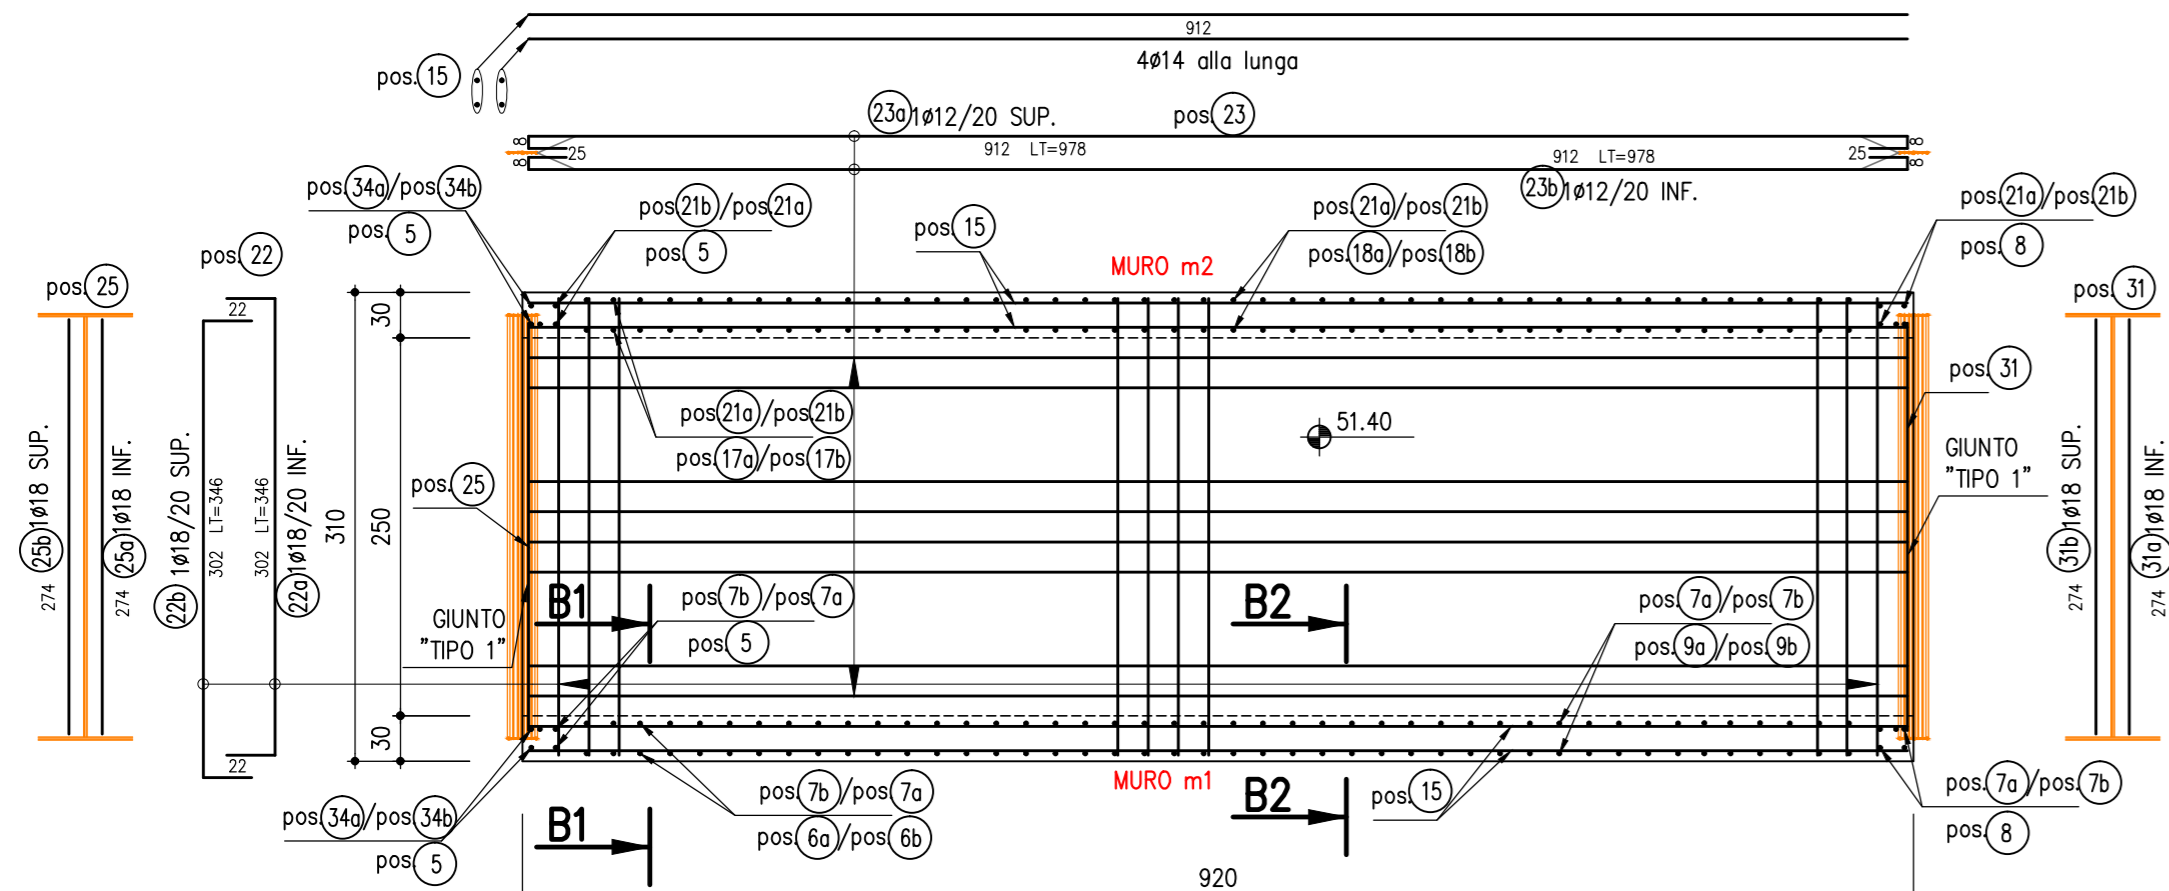 912
4ø14 alla lunga
pos. 15
23a 1ø12/20 SUP.
pos. 23
8
25
912 LT=978
8
912 LT=978
25
8
8
23b 1ø12/20 INF.
pos. 34a/pos. 34b
pos. 5
pos. 21b/pos. 21a
pos. 5
pos. 15
pos. 21a/pos. 21b
pos. 18a/pos. 18b
pos. 21a/pos. 21b
pos. 8
MURO m2
pos. 22
pos. 25
pos. 31
22
30
pos. 31
pos. 21a/pos. 21b
pos. 17a/pos. 17b
51.40
pos. 25
GIUNTO
"TIPO 1"
25b 1ø18 SUP.
274
25a 1ø18 INF.
274
22b 1ø18/20 SUP.
302 LT=346
22a 1ø18/20 INF.
302 LT=346
310
250
31b 1ø18 SUP.
274
31a 1ø18 INF.
274
B1
GIUNTO
"TIPO 1"
pos. 7b/pos. 7a
pos. 5
B2
pos. 7a/pos. 7b
pos. 9a/pos. 9b
30
22
MURO m1
pos. 34a/pos. 34b
pos. 5
B1
pos. 7b/pos. 7a
pos. 6a/pos. 6b
B2
pos. 15
pos. 7a/pos. 7b
pos. 8
920